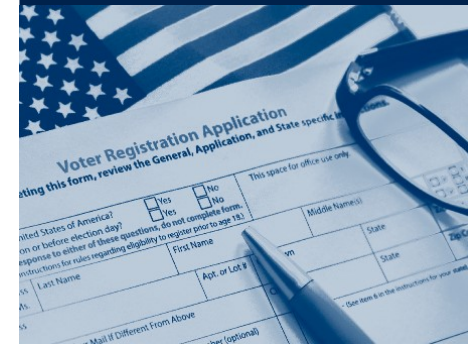 Voter Registration Application
ating this form, review the General, Application, and State specific
This space for office use only.
nited States of America? Yes No
on or before election day? Yes No
esponse to either of these questions, do not complete form.
nstructions for rules regarding eligibility to register prior to age 18.)
Last Name First Name Middle Name(s)
Apt. or Lot # wn State
State
Mail If Different From Above
(optional)
(See item 6 in the instructions for your